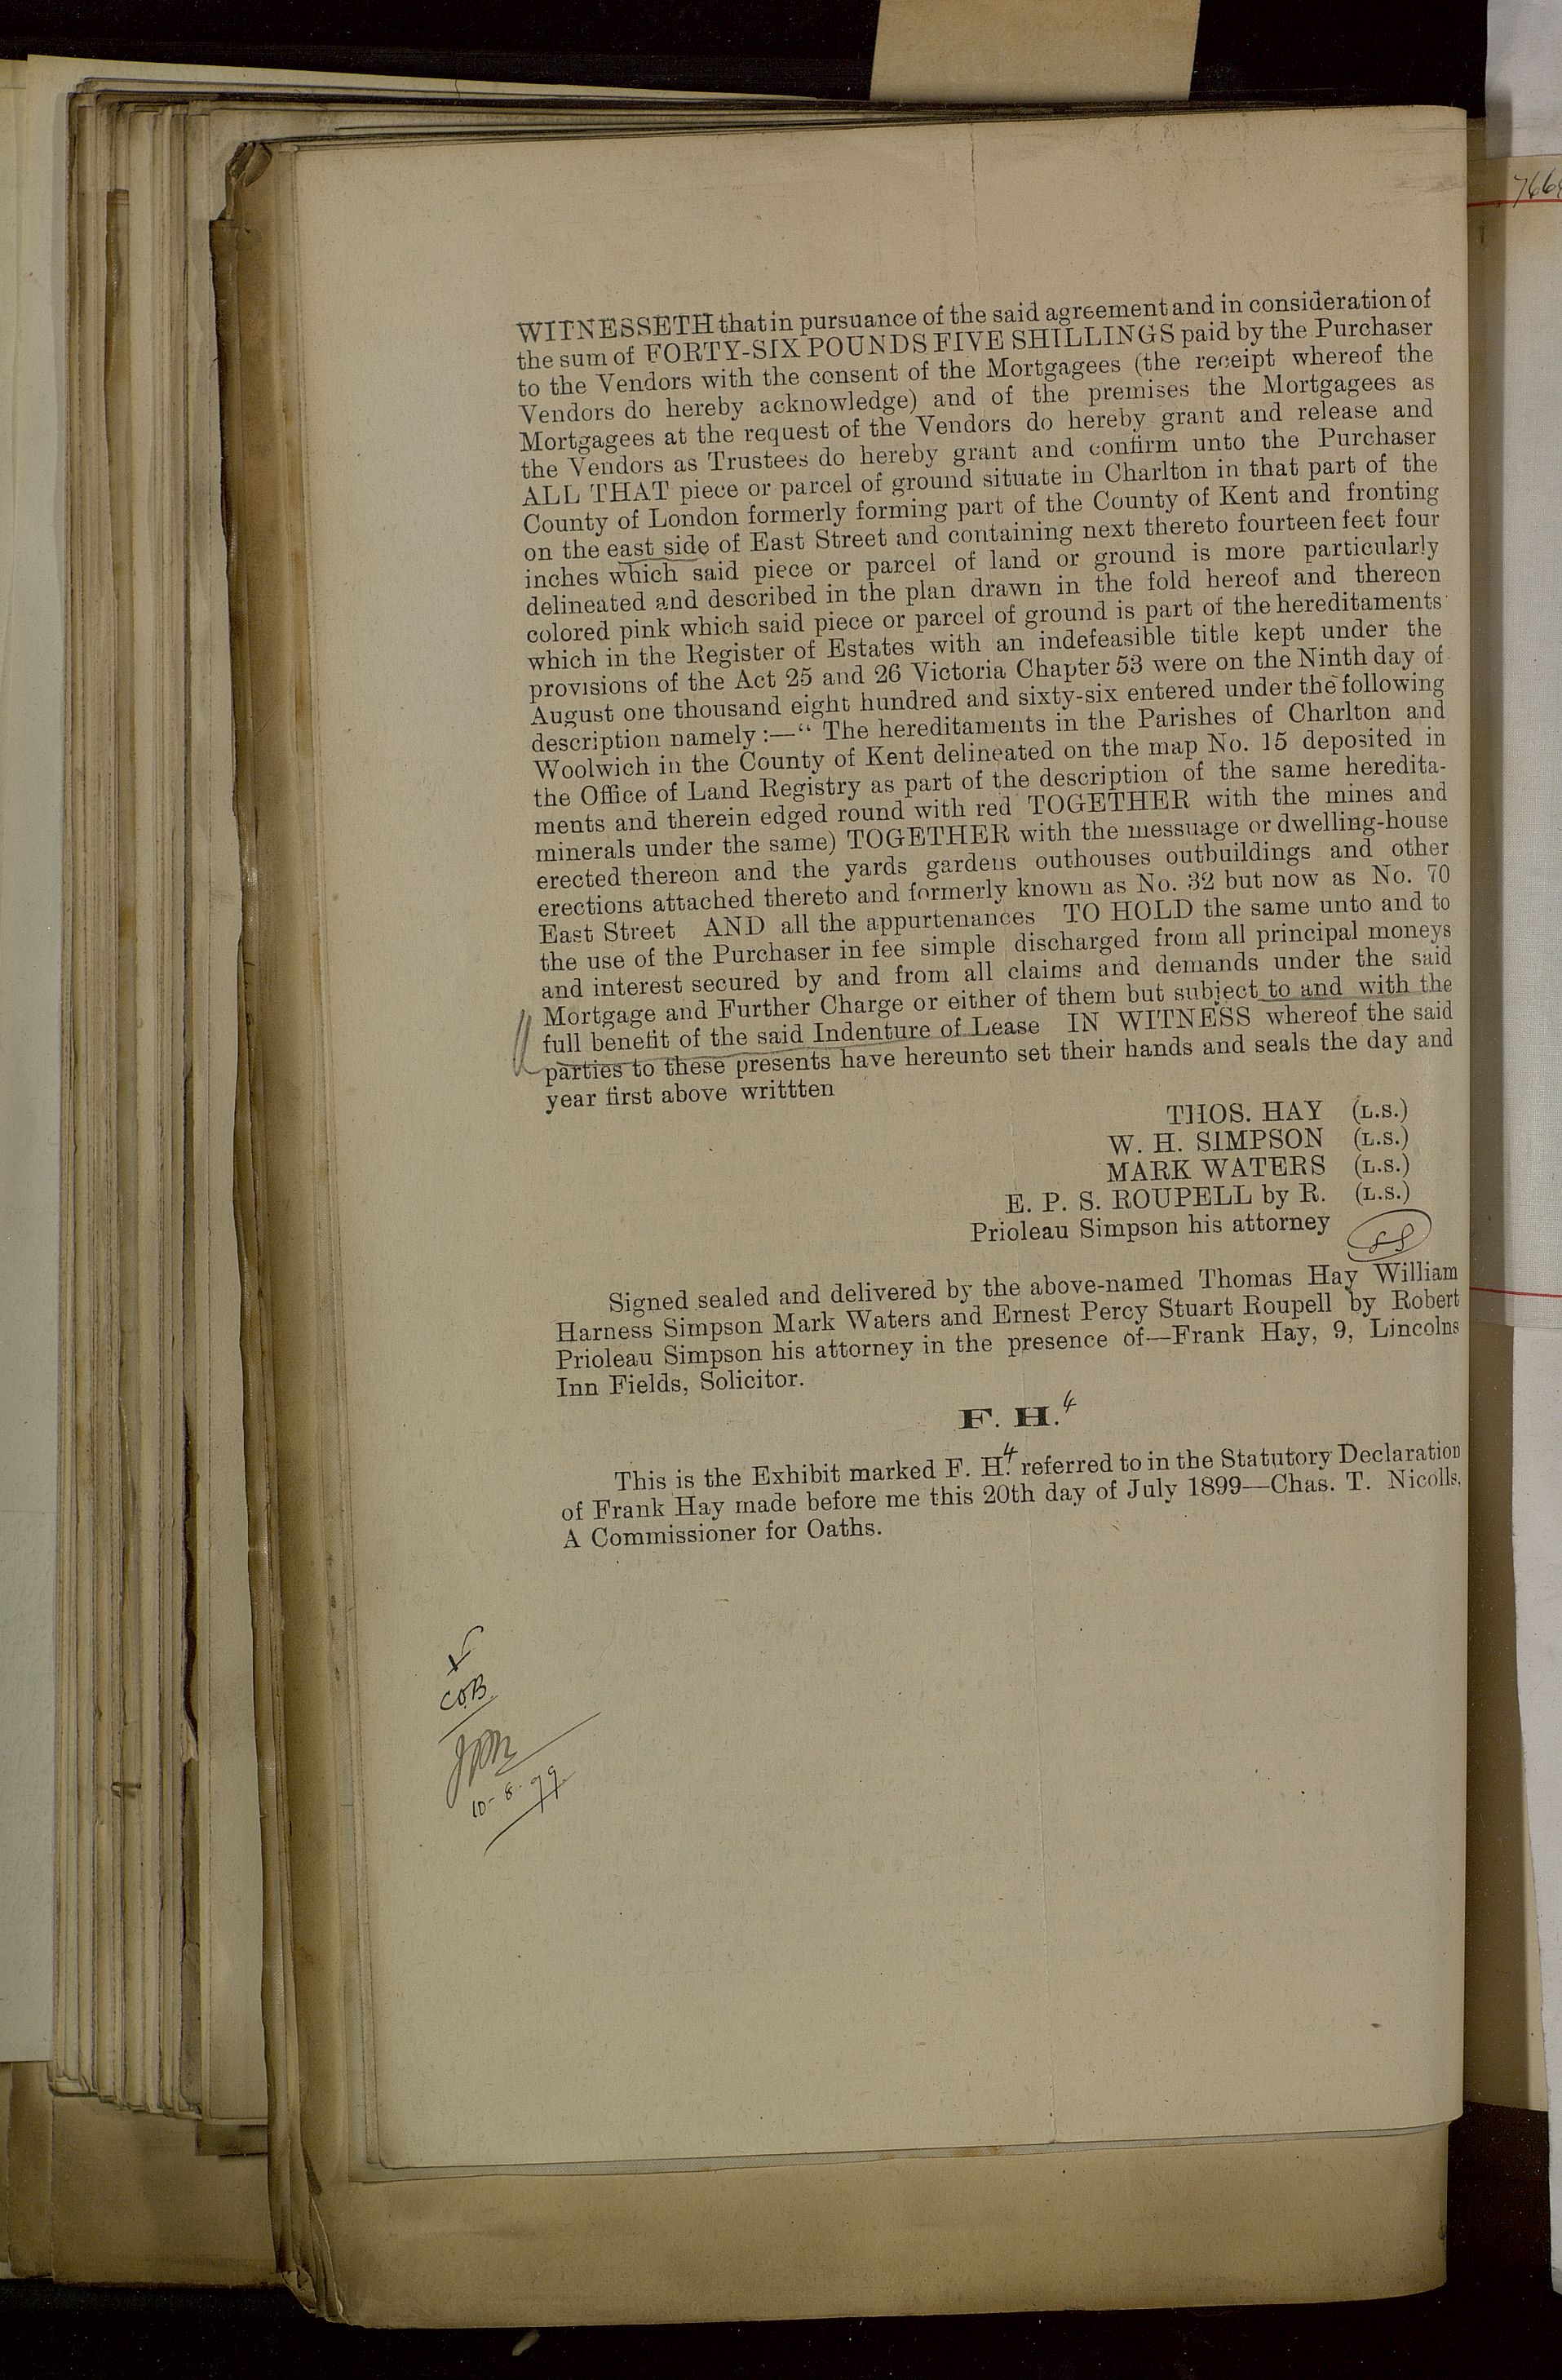 WITNESSETH that in pursuance of the said agreement and in consideration of
the sum of FORTY-SIX POUNDS FIVE SHILLINGS paid by the Purchaser
to the Vendors with the consent of the Mortgagees (the receipt whereof the
Vendors do hereby acknowledge) and of the premises the Mortgagees as
Mortgagees at the request of the Vendors do hereby grant and release and
the Vendors as Trustees do hereby grant and confirm unto the Purchaser
ALL THAT piece or parcel of ground situate in Charlton in that part of the
County of London formerly forming part of the County of Kent and fronting
on the east side of East Street and containing next thereto fourteen feet four
inches which said piece or parcel of land or ground is more particularly
delineated and described in the plan drawn in the fold hereof and thereon
colored pink which said piece or parcel of ground is part of the hereditaments
which in the Register of Estates with an indefeasible title kept under the
provisions of the Act 25 and 26 Victoria Chapter 53 were on the Ninth day of
August one thousand eight hundred and sixty-six entered under the following
description namely :—“ The hereditaments in the Parishes of Charlton and
Woolwich in the County of Kent delineated on the map No. 15 deposited in
the Office of Land Registry as part of the description of the same heredita-
ments and therein edged round with red TOGETHER with the mines and
minerals under the same) TOGETHER with the messuage or dwelling-house
erected thereon and the yards gardens outhouses outbuildings and other
erections attached thereto and formerly known as No. 32 but now as No. 70
East Street AND all the appurtenances TO HOLD the same unto and to
the use of the Purchaser in fee simple discharged from all principal moneys
and interest secured by and from all claims and demands under the said
Mortgage and Further Charge or either of them but subject to and with the
full benefit of the said Indenture of Lease IN WITNESS whereof the said
parties to these presents have hereunto set their hands and seals the day and
year first above writtten
THOS. HAY (L.S.)
W. H. SIMPSON (L.S.)
MARK WATERS (L.S.)
E. P. S. ROUPELL by R. (L.S.)
Prioleau Simpson his attorney
Signed sealed and delivered by the above-named Thomas Hay William
Harness Simpson Mark Waters and Ernest Percy Stuart Roupell by Robert
Prioleau Simpson his attorney in the presence of—Frank Hay, 9, Lincolns
Inn Fields, Solicitor.
F. H.4
This is the Exhibit marked F. H.4 referred to in the Statutory Declaration
of Frank Hay made before me this 20th day of July 1899—Chas. T. Nicolls,
A Commissioner for Oaths.
C.O.B.
10-8-99